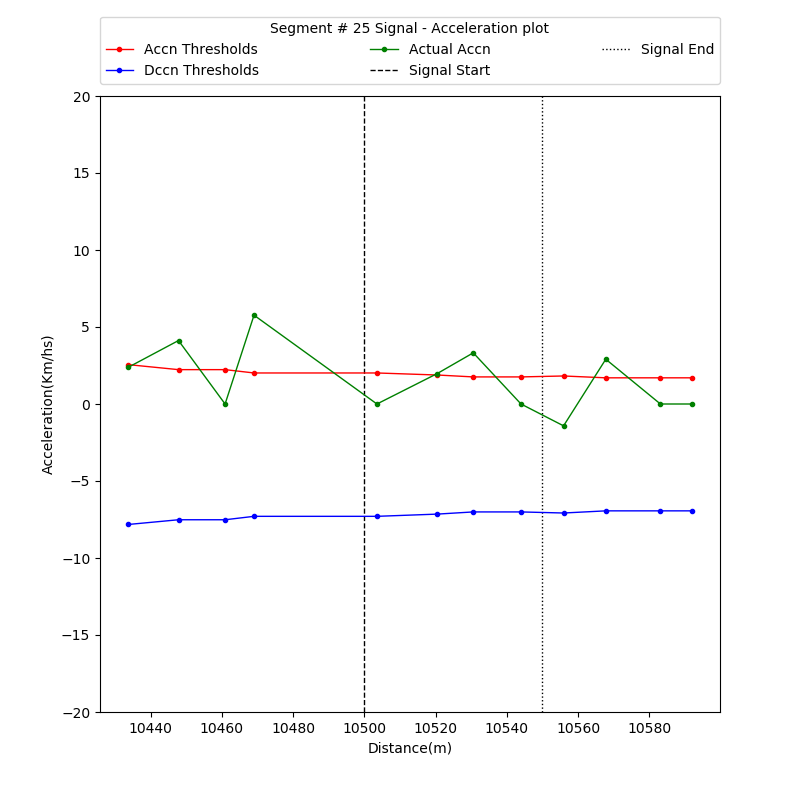 Segment # 25 Signal - Acceleration plot
Accn Thresholds Actual Accn Signal End
Dccn Thresholds Signal Start
20
15
10
5
0
−5
−10
−15
−20
Acceleration(Km/hs)
10440 10460 10480 10500 10520 10540 10560 10580
Distance(m)